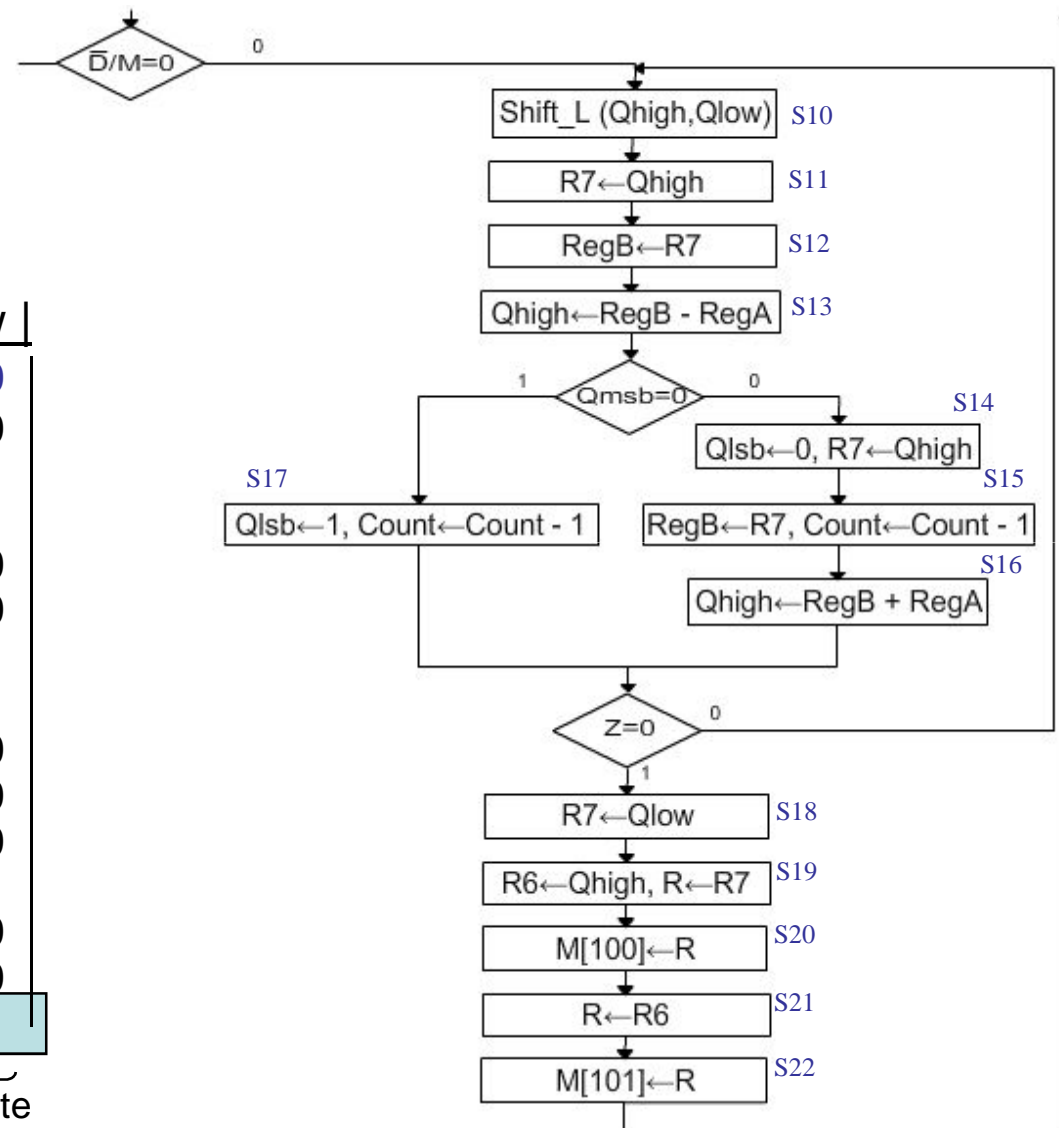 D̅/M=0
0
Shift_L (Qhigh,Qlow) S10
R7←Qhigh S11
RegB←R7 S12
Qhigh←RegB - RegA S13
1
Qmsb=0
0
S14
Qlsb←0, R7←Qhigh
S17
S15
Qlsb←1, Count←Count - 1
RegB←R7, Count←Count - 1
S16
Qhigh←RegB + RegA
Z=0
0
1
R7←Qlow S18
R6←Qhigh, R←R7 S19
M[100]←R S20
R←R6 S21
M[101]←R S22
te